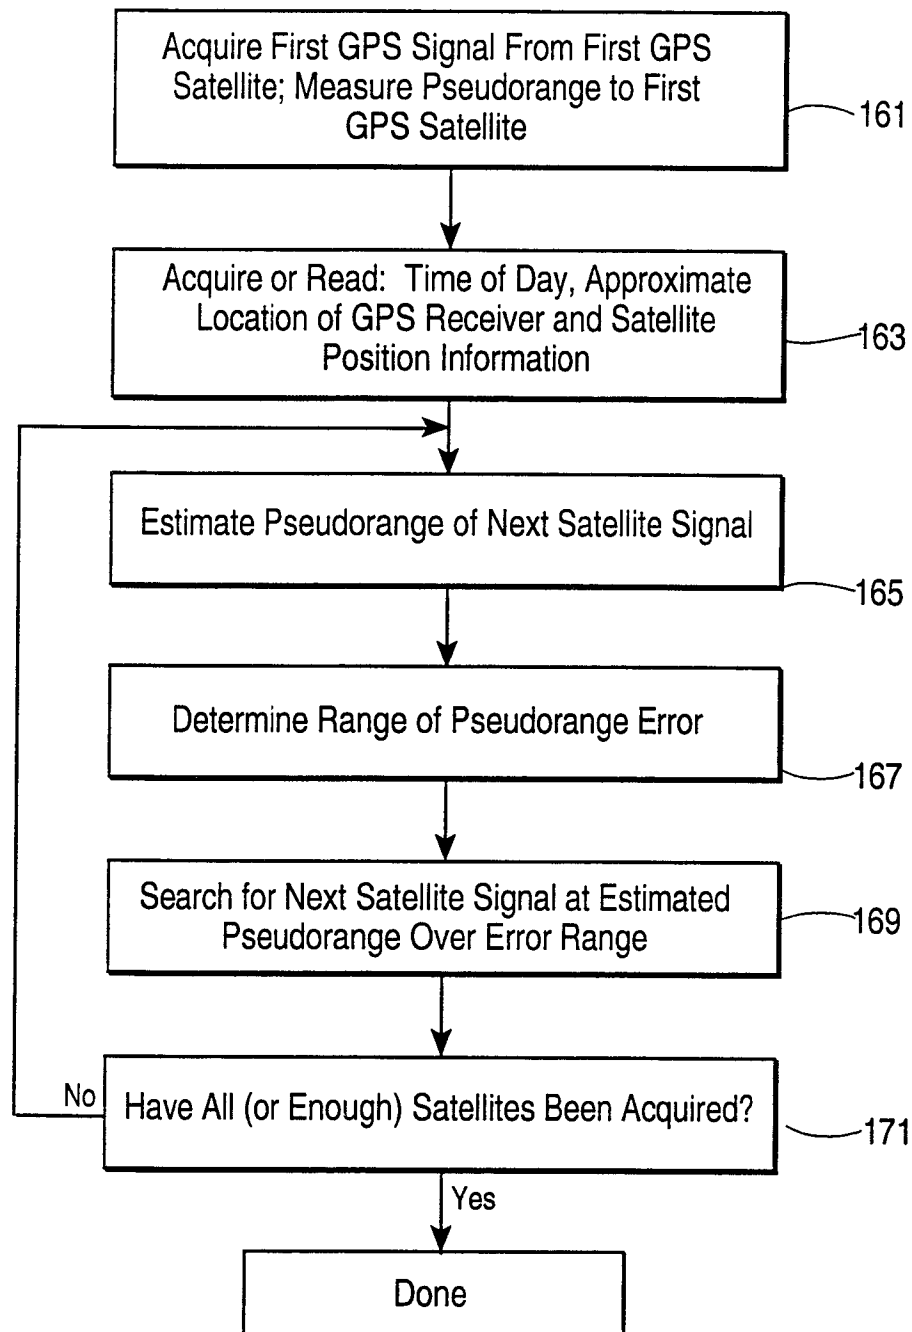 Acquire First GPS Signal From First GPS
Satellite; Measure Pseudorange to First
GPS Satellite
161
Acquire or Read: Time of Day, Approximate
Location of GPS Receiver and Satellite
Position Information
163
Estimate Pseudorange of Next Satellite Signal
165
Determine Range of Pseudorange Error
167
Search for Next Satellite Signal at Estimated
Pseudorange Over Error Range
169
No
Have All (or Enough) Satellites Been Acquired?
171
Yes
Done